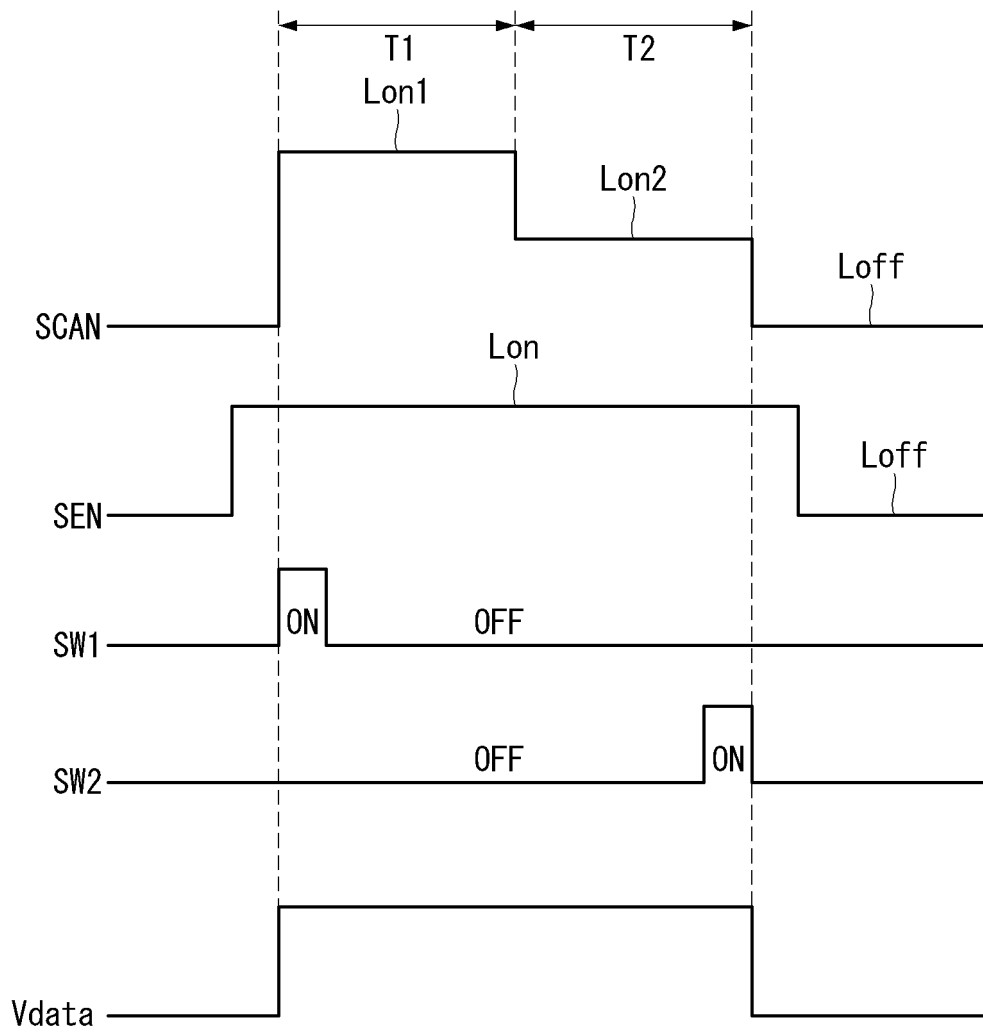 T1 T2
Lon1
Lon2
Loff
SCAN
Lon
Loff
SEN
ON OFF
SW1
OFF ON
SW2
Vdata